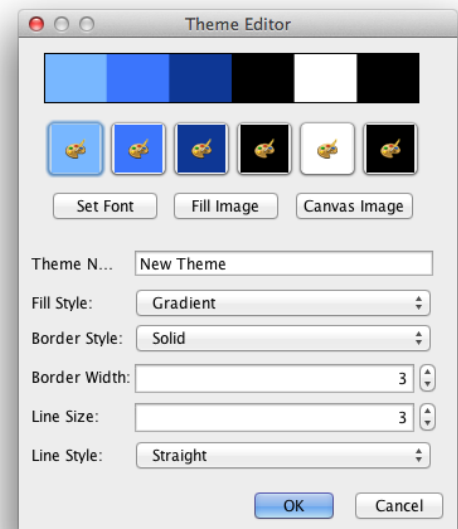 Theme Editor
Set Font Fill Image Canvas Image
Theme N... New Theme
Fill Style: Gradient
Border Style: Solid
Border Width: 3
Line Size: 3
Line Style: Straight
OK Cancel